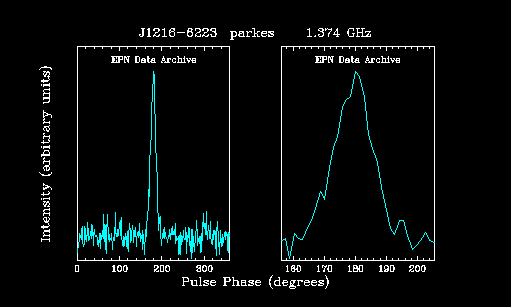 J1216-6223 parkes 1.374 GHz
EPN Data Archive EPN Data Archive
Intensity (arbitrary units)
0 100 200 300 160 170 180 190 200
Pulse Phase (degrees)